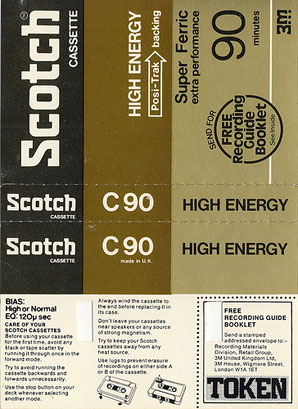 Scotch
CASSETTE
HIGH ENERGY
Posi-Trak backing
Super Ferric
extra performance
90
minutes
3M
SEND FOR
FREE
Recording
Guide
Booklet
See Inside
Scotch
CASSETTE
C90
HIGH ENERGY
Scotch
CASSETTE
C90
made in U.K.
HIGH ENERGY
BIAS:
High or Normal
EQ: 120µ sec
CARE OF YOUR
SCOTCH CASSETTES
Before using your cassette
for the first time, avoid any
black or tape scatter by
running it through once in the
forward mode.
Try to avoid running the
cassette backwards and
forwards unnecessarily.
Use the stop button on your
deck whenever selecting
another mode.
Always wind the cassette to
the end before replacing it in
its case.
Don't leave your cassettes
near speakers or any source
of strong magnetism.
Try to keep your Scotch
cassettes away from any
heat source.
Use lugs to prevent erasure
of recordings on either side A
or B of the cassette.
FREE
RECORDING GUIDE
BOOKLET
Send a stamped
addressed envelope to:-
Recording Materials
Division, Retail Group,
3M United Kingdom Ltd,
3M House, Wigmore Street,
London W1A 1ET
TOKEN